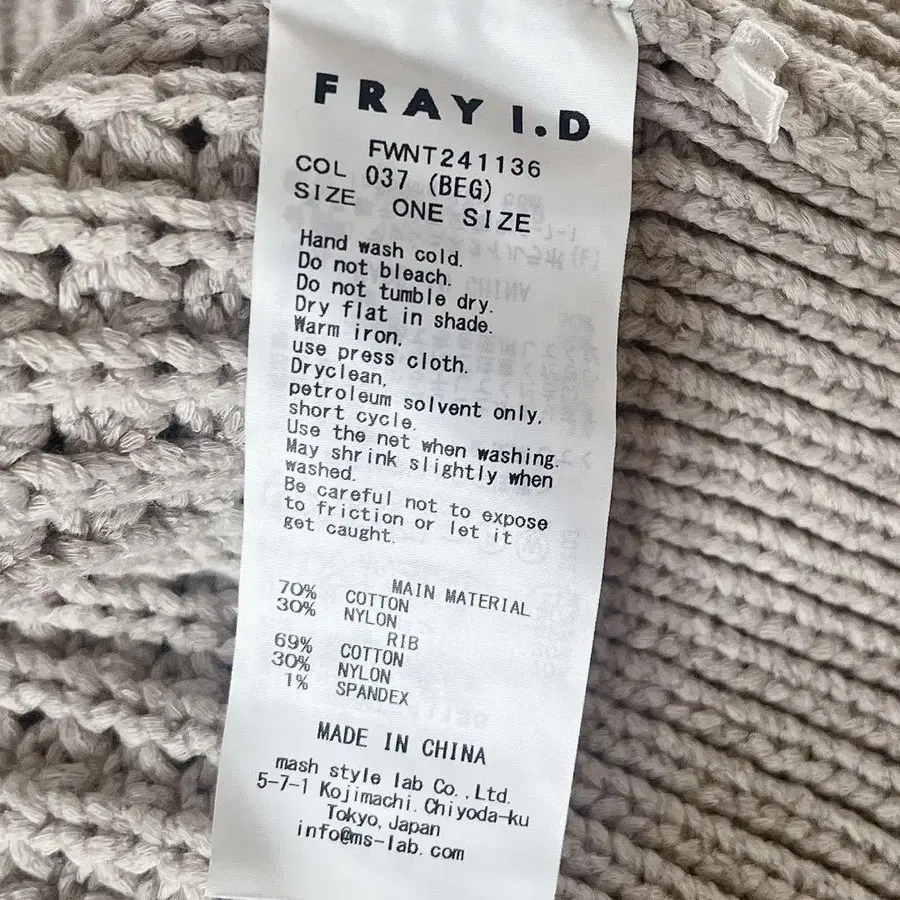 FRAY I.D
FWNT241136
COL 037 (BEG)
SIZE ONE SIZE
Hand wash cold.
Do not bleach.
Do not tumble dry.
Dry flat in shade.
Warm iron,
use press cloth.
Dryclean,
petroleum solvent only,
short cycle.
Use the net when washing.
May shrink slightly when
washed.
Be careful not to expose
to friction or let it
get caught.
MAIN MATERIAL
70% COTTON
30% NYLON
RIB
69% COTTON
30% NYLON
1% SPANDEX
MADE IN CHINA
mash style lab Co.,Ltd.
5-7-1 Kojimachi, Chiyoda-ku
Tokyo, Japan
info@ms-lab.com